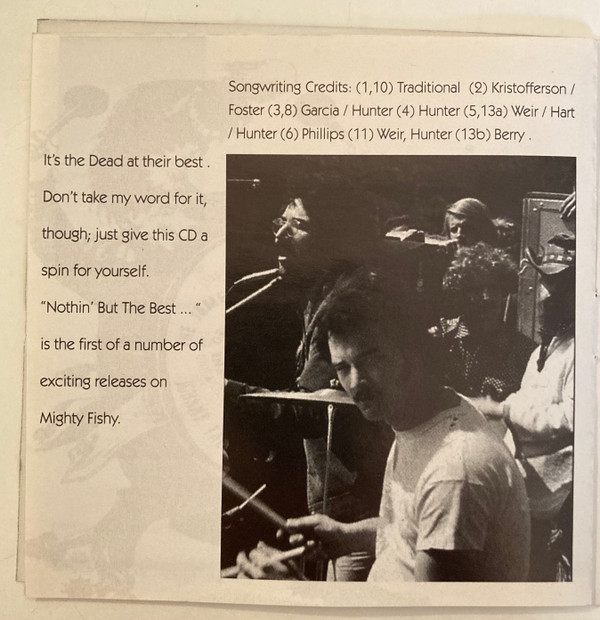 Songwriting Credits: (1,10) Traditional (2) Kristofferson /
Foster (3,8) Garcia / Hunter (4) Hunter (5,13a) Weir / Hart
/ Hunter (6) Phillips (11) Weir, Hunter (13b) Berry .
It's the Dead at their best .
Don't take my word for it,
though; just give this CD a
spin for yourself.
"Nothin' But The Best ... "
is the first of a number of
exciting releases on
Mighty Fishy.